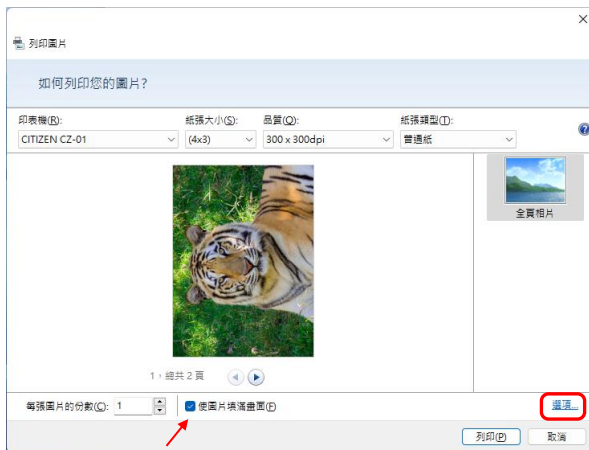 列印圖片
如何列印您的圖片?
印表機(R): 紙張大小(S): 品質(Q): 紙張類型(T):
CITIZEN CZ-01 (4x3) 300 x 300dpi 普通紙
全頁相片
1，總共 2 頁
每張圖片的份數(C): 1 使圖片填滿畫面(F) 選項...
列印(P) 取消